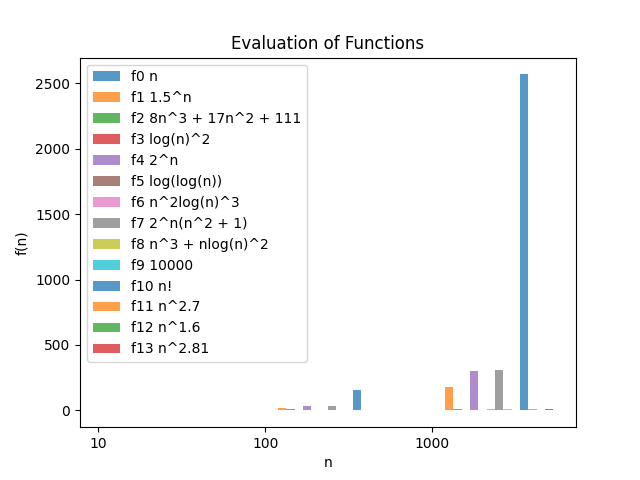 Evaluation of Functions
f0 n
f1 1.5^n
f2 8n^3 + 17n^2 + 111
f3 log(n)^2
f4 2^n
f5 log(log(n))
f6 n^2log(n)^3
f7 2^n(n^2 + 1)
f8 n^3 + nlog(n)^2
f9 10000
f10 n!
f11 n^2.7
f12 n^1.6
f13 n^2.81
2500
2000
1500
1000
500
0
f(n)
10 100 1000
n